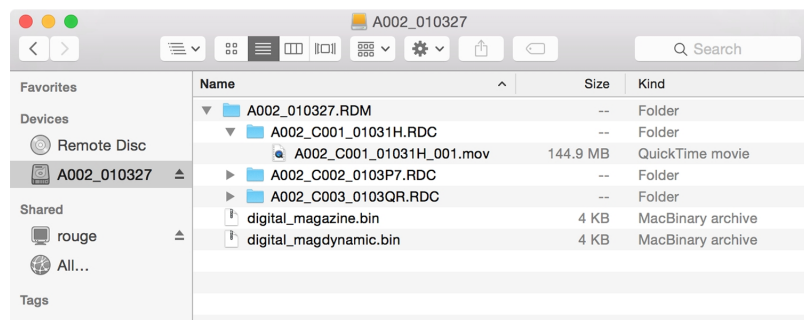 A002_010327
Search
Favorites
Devices
Remote Disc
A002_010327
Shared
rouge
All...
Tags
Name Size Kind
A002_010327.RDM -- Folder
A002_C001_01031H.RDC -- Folder
A002_C001_01031H_001.mov 144.9 MB QuickTime movie
A002_C002_0103P7.RDC -- Folder
A002_C003_0103QR.RDC -- Folder
digital_magazine.bin 4 KB MacBinary archive
digital_magdynamic.bin 4 KB MacBinary archive